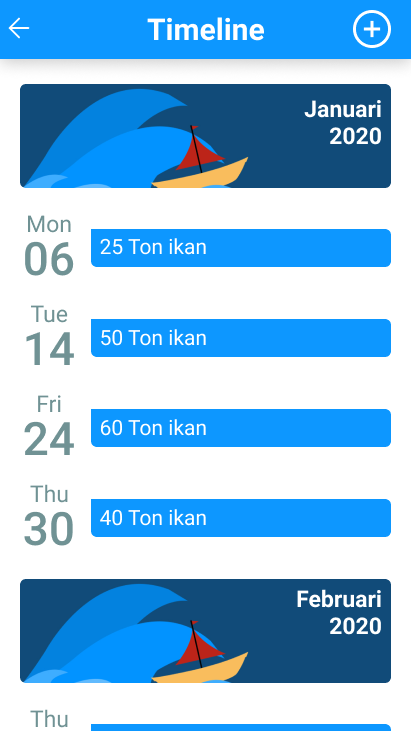 Timeline
Januari
2020
Mon
06
25 Ton ikan
Tue
14
50 Ton ikan
Fri
24
60 Ton ikan
Thu
30
40 Ton ikan
Februari
2020
Thu